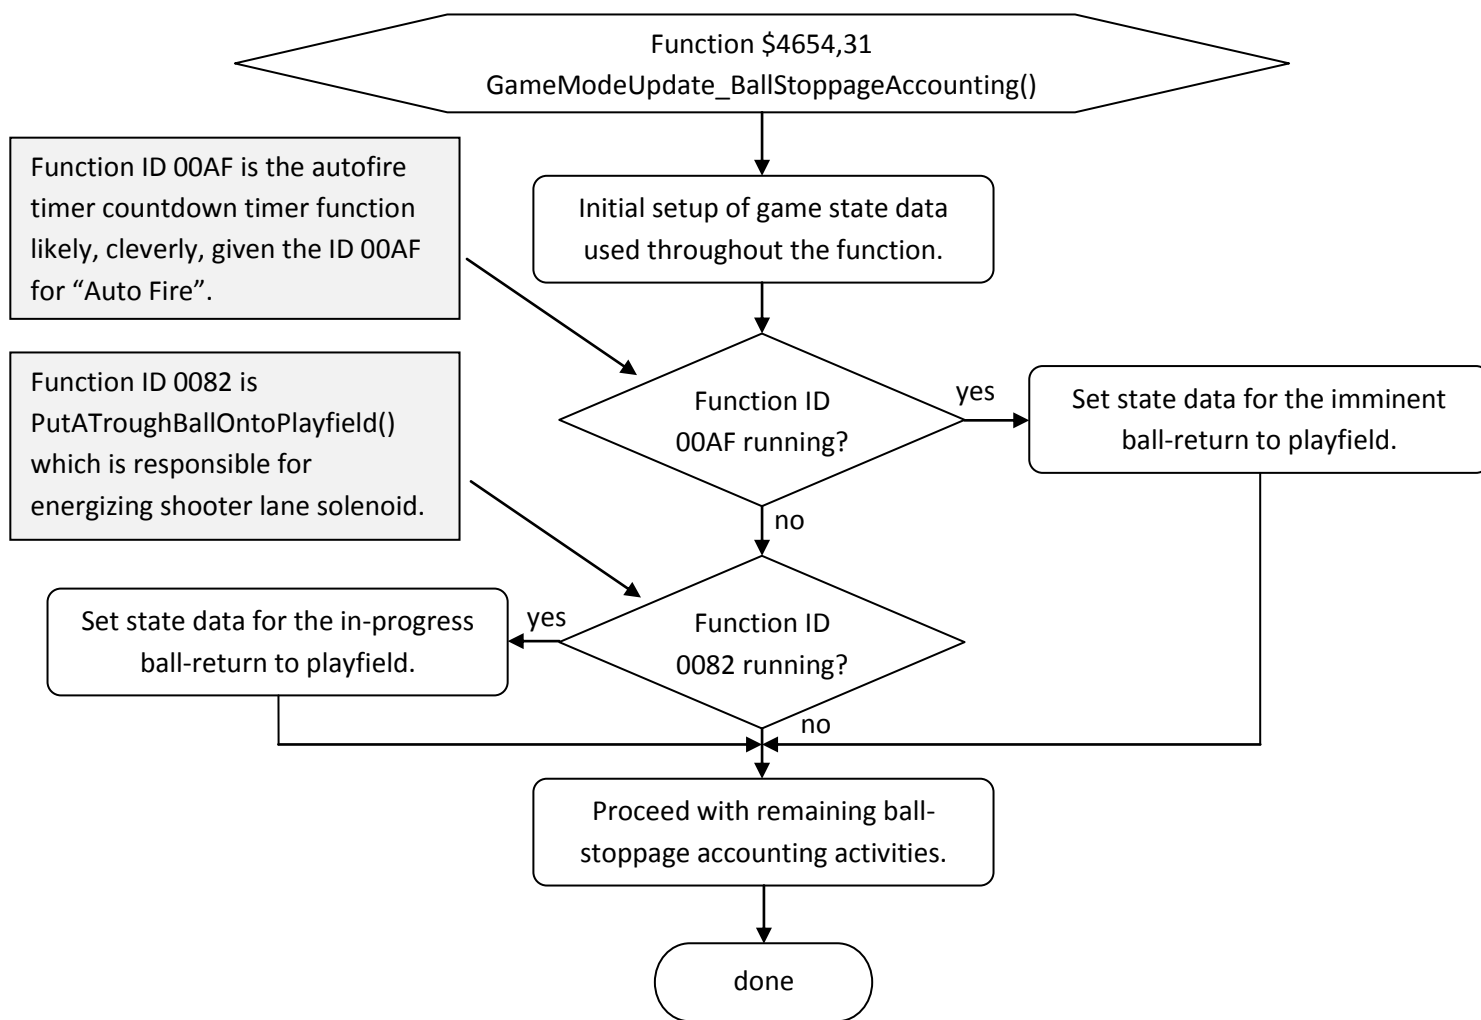 Function $4654,31
GameModeUpdate_BallStoppageAccounting()
Function ID 00AF is the autofire
timer countdown timer function
likely, cleverly, given the ID 00AF
for “Auto Fire”.
Initial setup of game state data
used throughout the function.
Function ID
00AF running?
yes
Set state data for the imminent
ball-return to playfield.
no
Function ID 0082 is
PutATroughBallOntoPlayfield()
which is responsible for
energizing shooter lane solenoid.
Function ID
0082 running?
yes
Set state data for the in-progress
ball-return to playfield.
no
Proceed with remaining ball-
stoppage accounting activities.
done